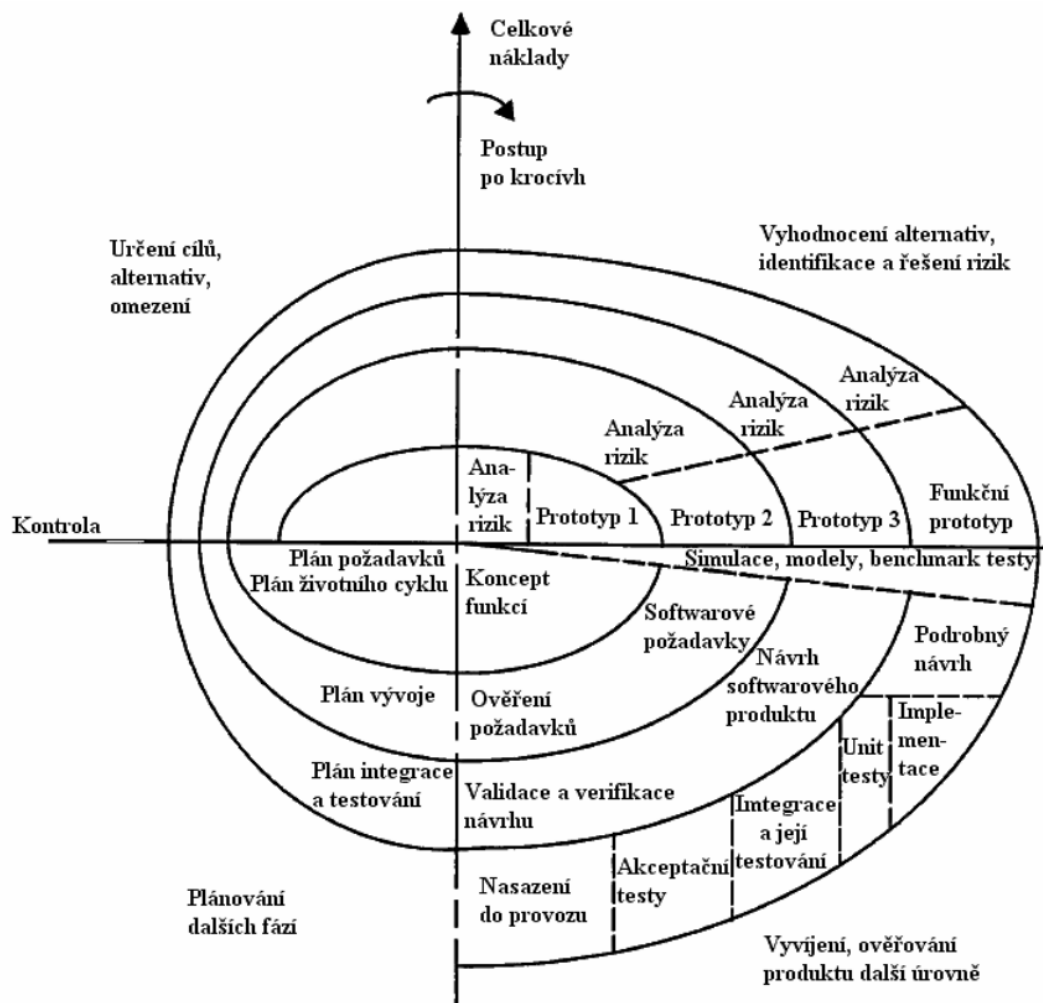 Celkové
náklady
Postup
po krocívh
Určení cílů,
alternativ,
omezení
Vyhodnocení alternativ,
identifikace a řešení rizik
Analýza
rizik
Analýza
rizik
Analýza
rizik
Ana-
lýza
rizik
Prototyp 1
Prototyp 2
Prototyp 3
Funkční
prototyp
Kontrola
Simulace, modely, benchmark testy
Plán požadavků
Plán životního cyklu
Koncept
funkcí
Softwarové
požadavky
Podrobný
návrh
Návrh
softwarového
produktu
Plán vývoje
Ověření
požadavků
Imple-
men-
tace
Unit
testy
Plán integrace
a testování
Validace a verifikace
návrhu
Imtegrace
a její
testování
Akceptační
testy
Nasazení
do provozu
Plánování
dalších fází
Vyvíjení, ověřování
produktu další úrovně